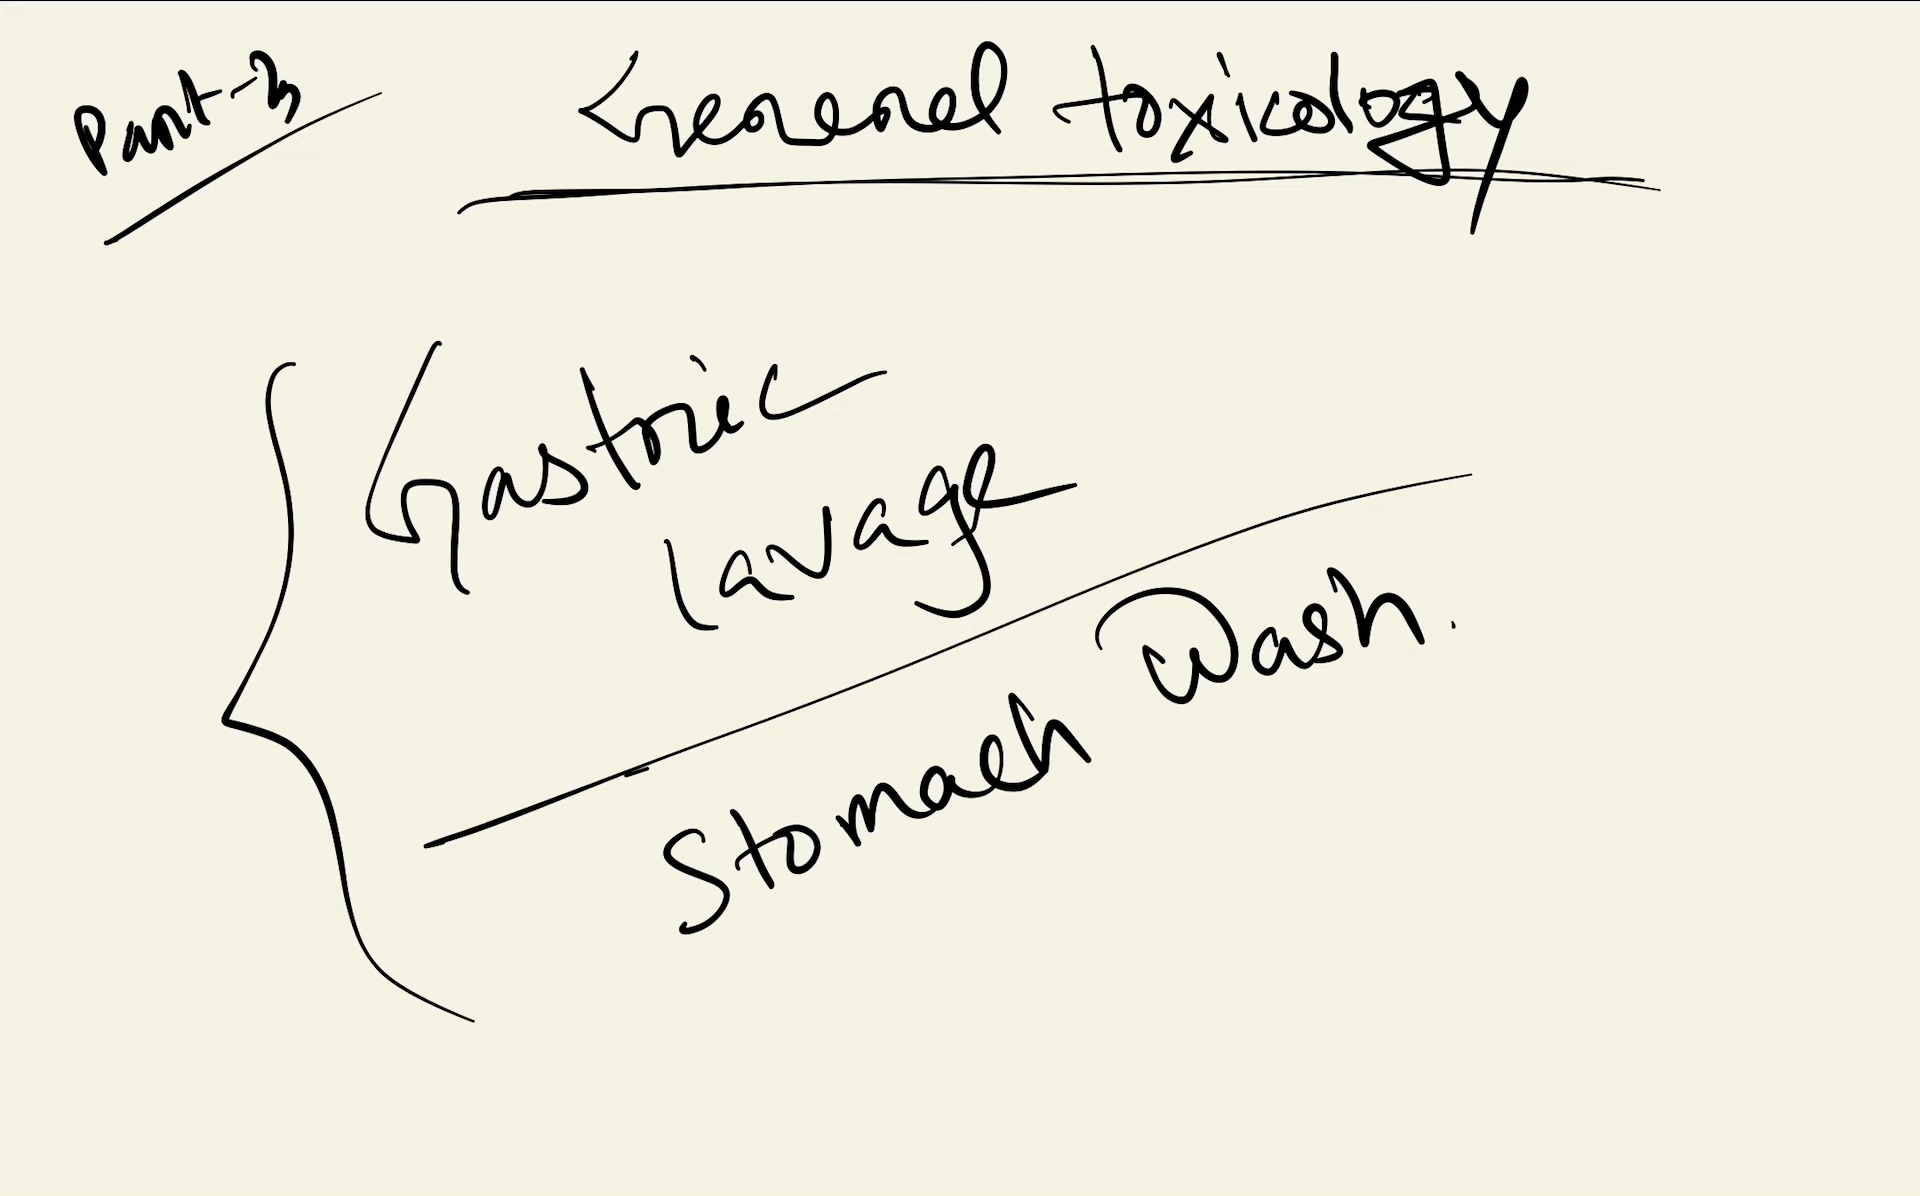 Part-3
General toxicology
Gastric
lavage
Stomach Wash.